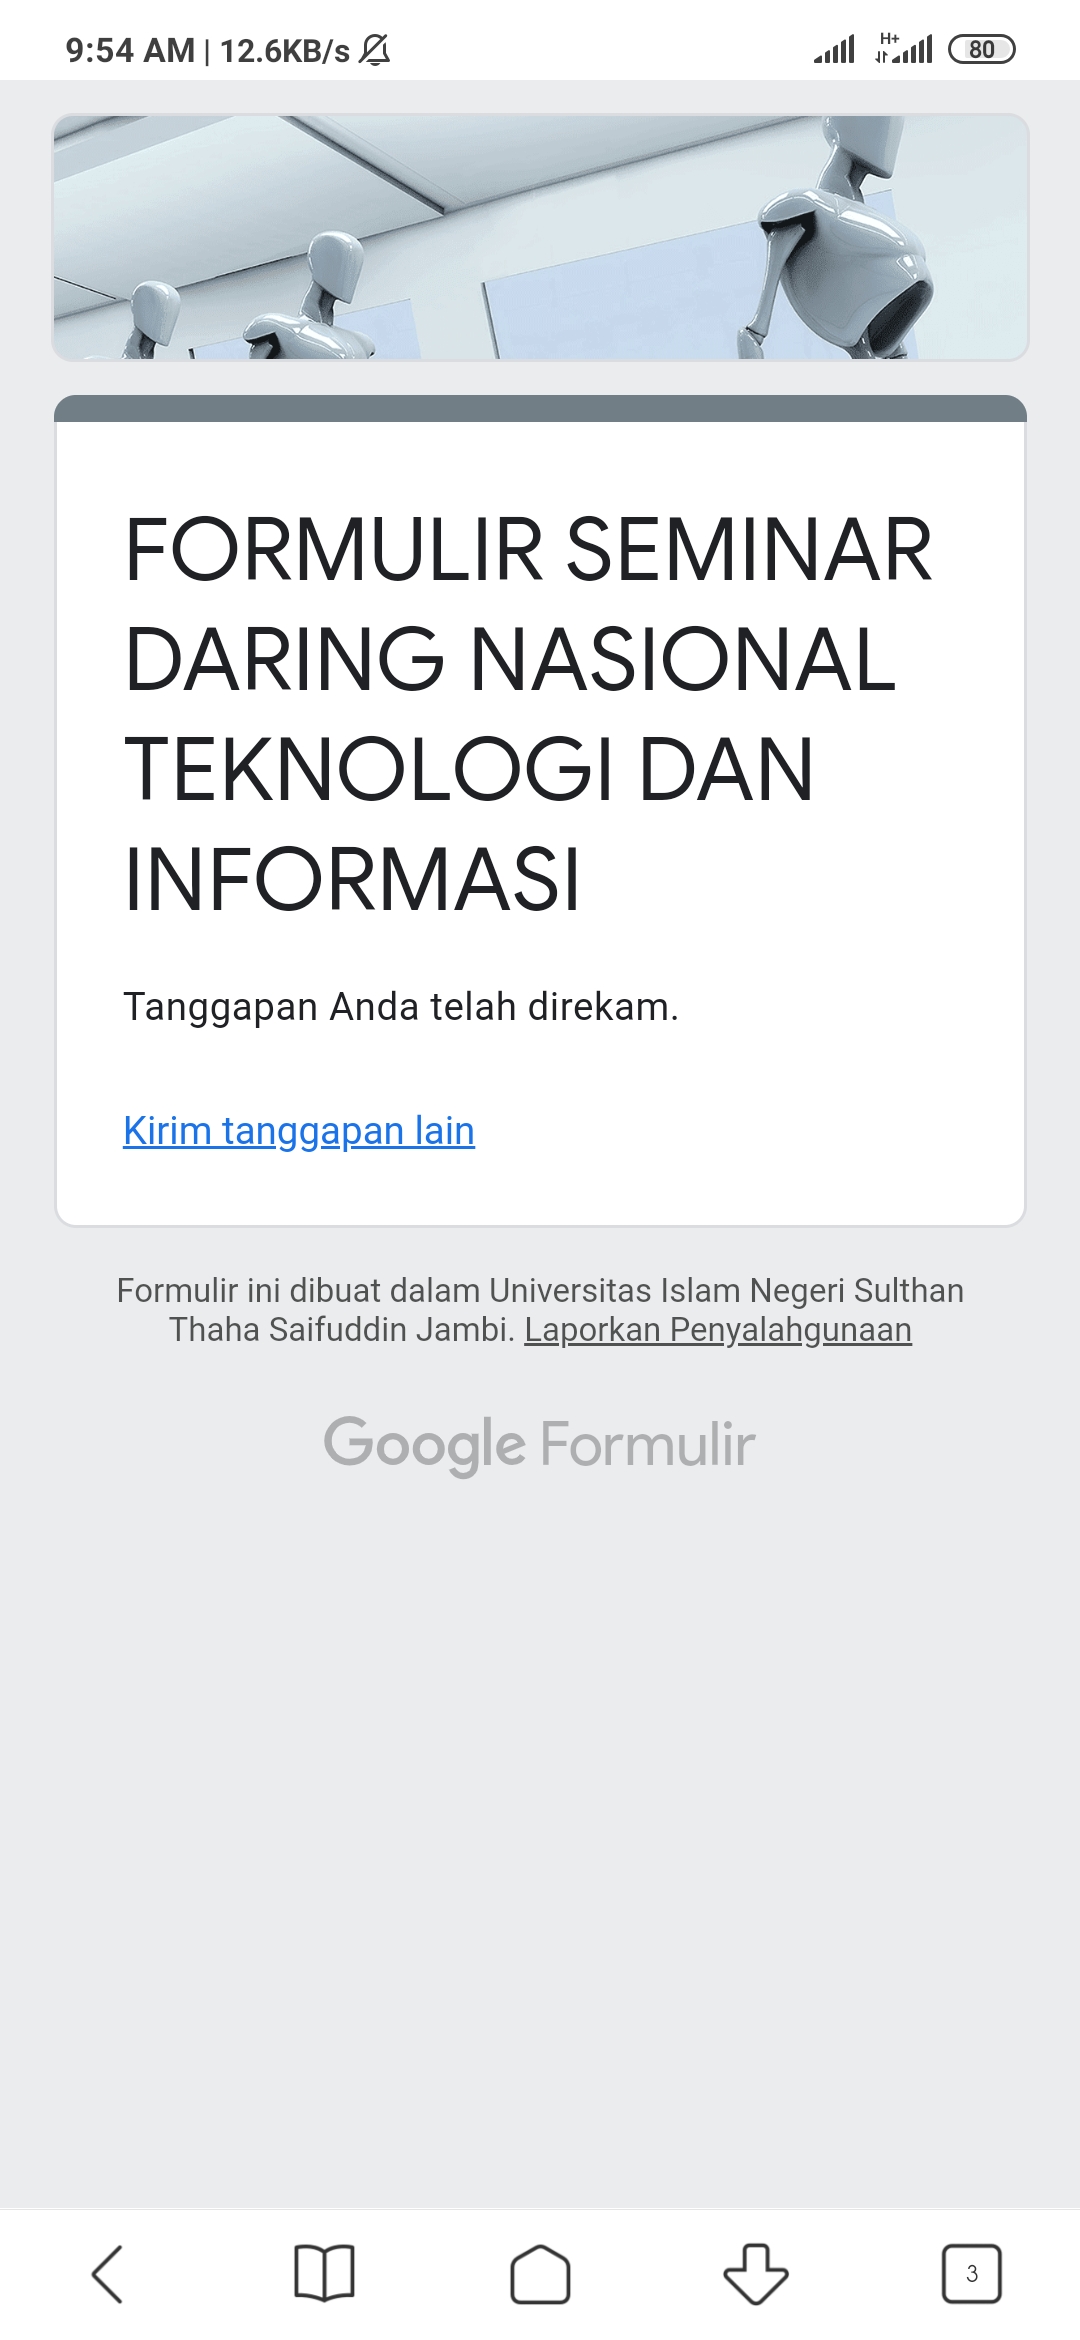 9:54 AM | 12.6KB/s
H+
80
FORMULIR SEMINAR
DARING NASIONAL
TEKNOLOGI DAN
INFORMASI
Tanggapan Anda telah direkam.
Kirim tanggapan lain
Formulir ini dibuat dalam Universitas Islam Negeri Sulthan
Thaha Saifuddin Jambi. Laporkan Penyalahgunaan
Google Formulir
3